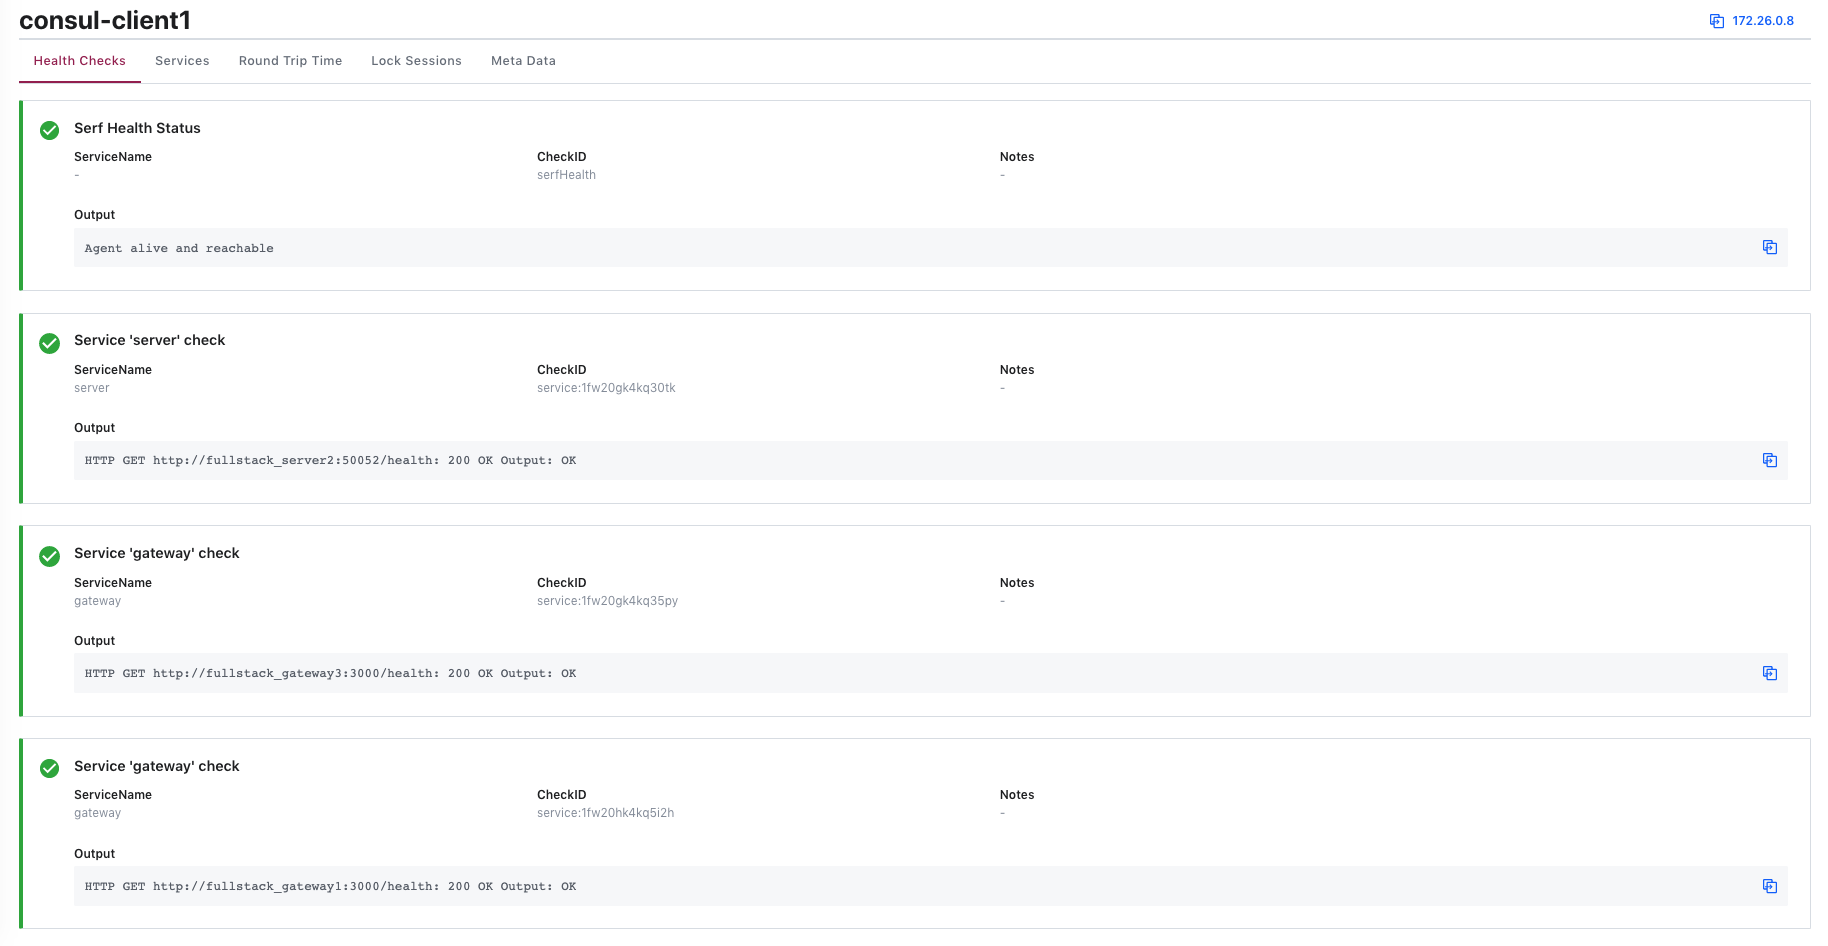 consul-client1
172.26.0.8
Health Checks Services Round Trip Time Lock Sessions Meta Data
Serf Health Status
ServiceName CheckID Notes
- serfHealth -
Output
Agent alive and reachable
Service 'server' check
ServiceName CheckID Notes
server service:1fw20gk4kq30tk -
Output
HTTP GET http://fullstack_server2:50052/health: 200 OK Output: OK
Service 'gateway' check
ServiceName CheckID Notes
gateway service:1fw20gk4kq35py -
Output
HTTP GET http://fullstack_gateway3:3000/health: 200 OK Output: OK
Service 'gateway' check
ServiceName CheckID Notes
gateway service:1fw20hk4kq5i2h -
Output
HTTP GET http://fullstack_gateway1:3000/health: 200 OK Output: OK